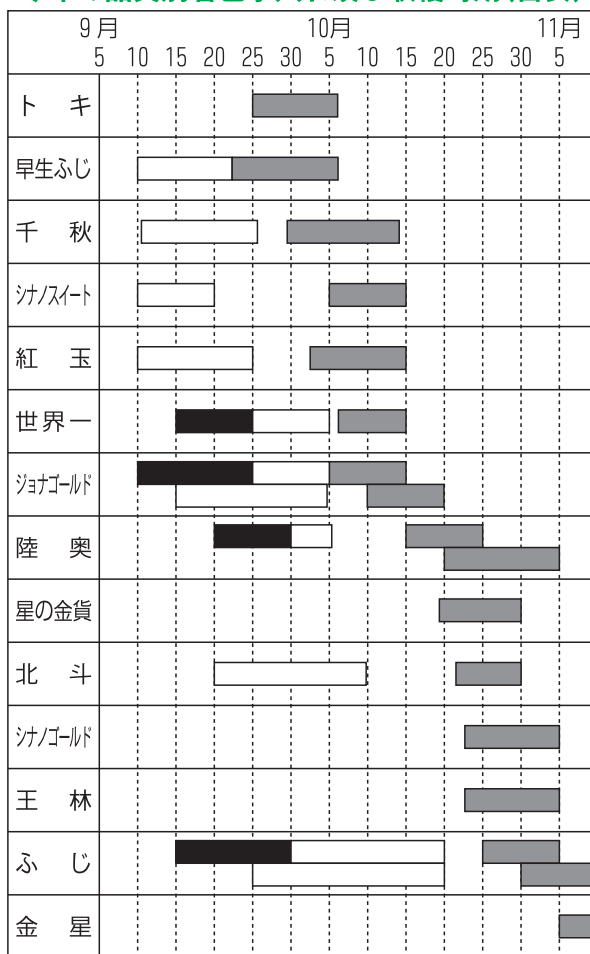 9月 10月 11月
5 10 15 20 25 30 5 10 15 20 25 30 5
トキ
早生ふじ
千秋
シナノスイート
紅玉
世界一
ジョナゴールド
陸奥
星の金貨
北斗
シナノゴールド
王林
ふじ
金星